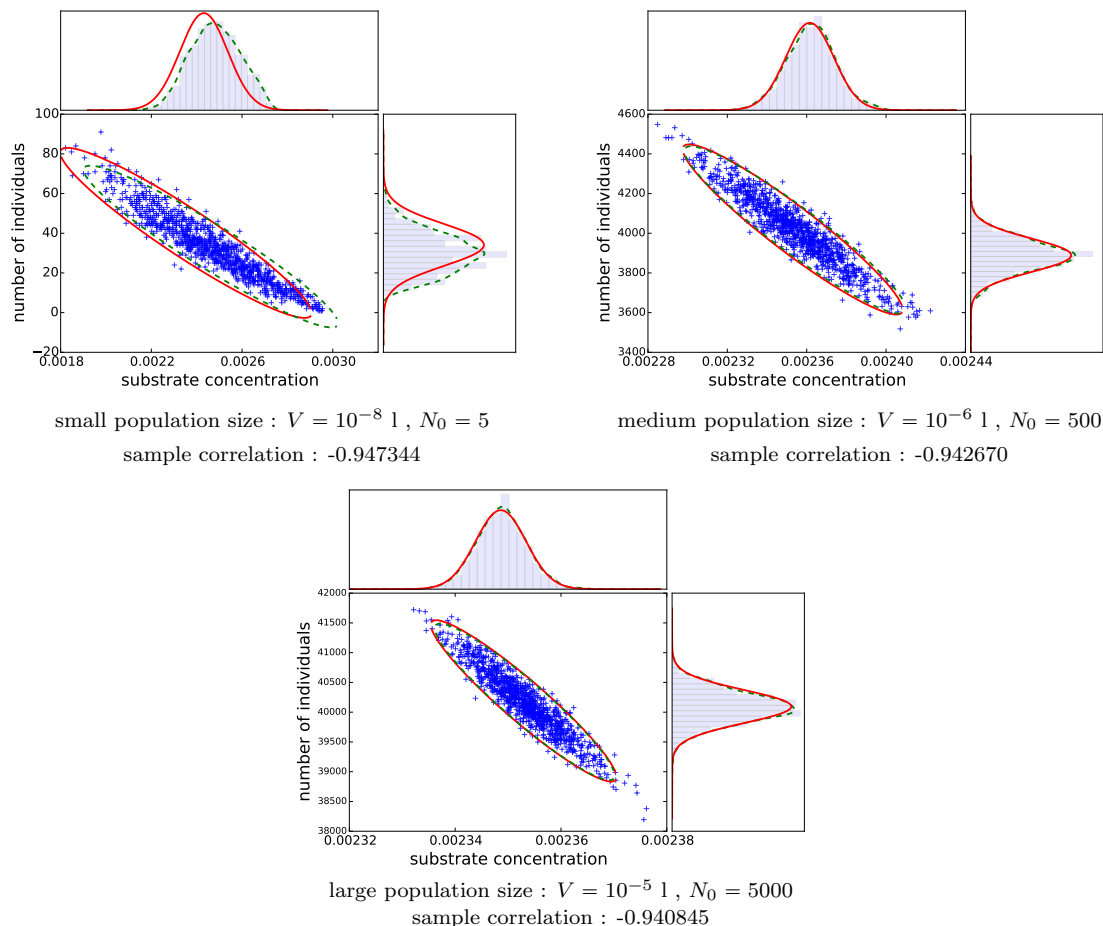 100
80
60
40
20
0
−20
number of individuals
0.0018 0.0022 0.0026 0.0030
substrate concentration
small population size : V = 10⁻⁸ l , N₀ = 5
sample correlation : -0.947344
4600
4400
4200
4000
3800
3600
3400
number of individuals
0.00228 0.00232 0.00236 0.00240 0.00244
substrate concentration
medium population size : V = 10⁻⁶ l , N₀ = 500
sample correlation : -0.942670
42000
41500
41000
40500
40000
39500
39000
38500
38000
number of individuals
0.00232 0.00234 0.00236 0.00238
substrate concentration
large population size : V = 10⁻⁵ l , N₀ = 5000
sample correlation : -0.940845